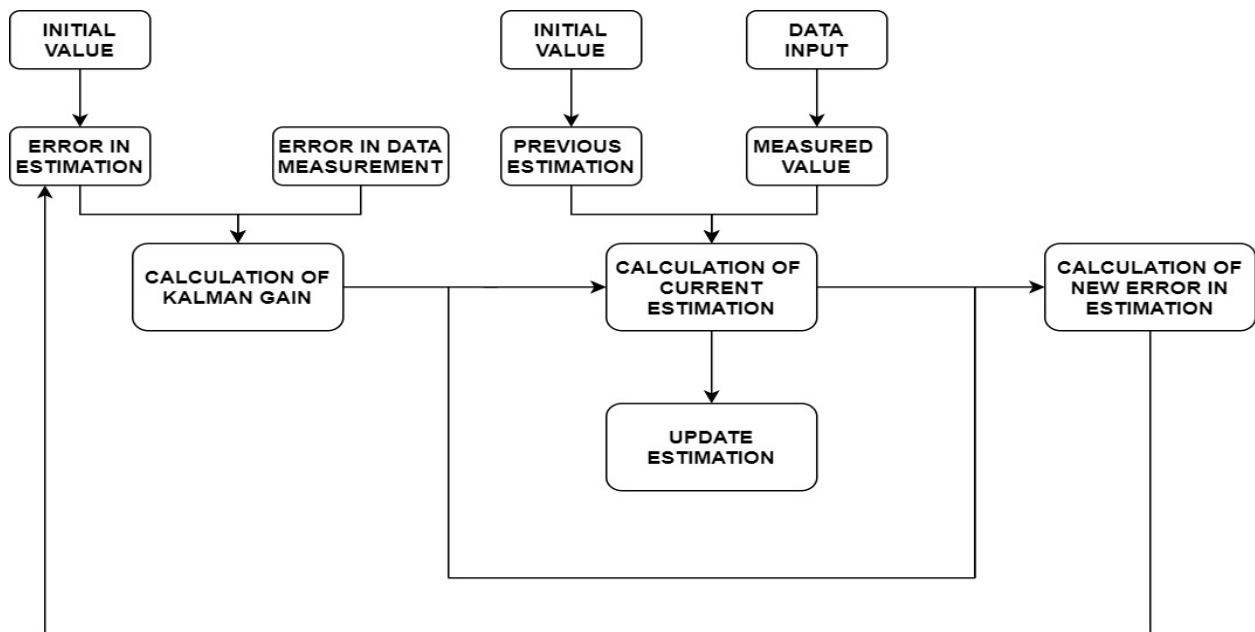 INITIAL
VALUE
INITIAL
VALUE
DATA
INPUT
ERROR IN
ESTIMATION
ERROR IN DATA
MEASUREMENT
PREVIOUS
ESTIMATION
MEASURED
VALUE
CALCULATION OF
KALMAN GAIN
CALCULATION OF
CURRENT
ESTIMATION
CALCULATION OF
NEW ERROR IN
ESTIMATION
UPDATE
ESTIMATION